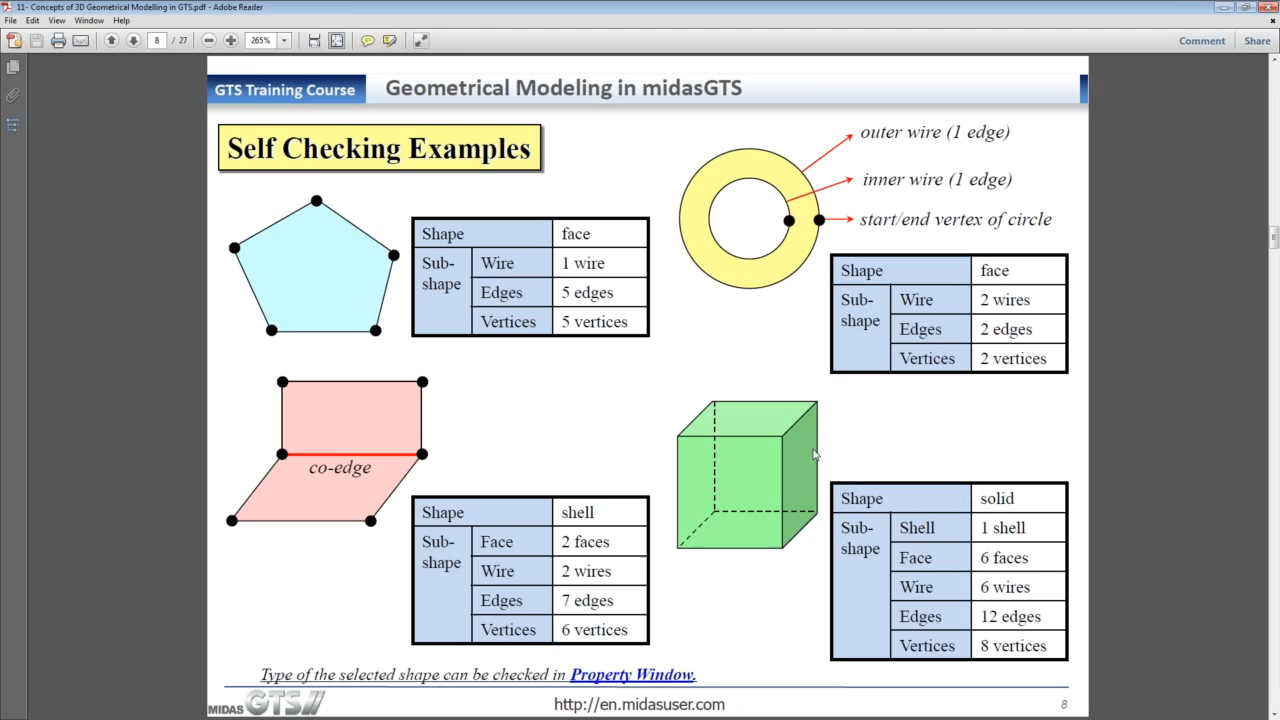 11- Concepts of 3D Geometrical Modelling in GTS.pdf - Adobe Reader
File Edit View Window Help
8 / 27 265% Comment Share
GTS Training Course Geometrical Modeling in midasGTS
Self Checking Examples
outer wire (1 edge)
inner wire (1 edge)
start/end vertex of circle
Shape face
Sub-shape Wire 1 wire
Edges 5 edges
Vertices 5 vertices
Shape face
Sub-shape Wire 2 wires
Edges 2 edges
Vertices 2 vertices
co-edge
Shape shell
Sub-shape Face 2 faces
Wire 2 wires
Edges 7 edges
Vertices 6 vertices
Shape solid
Sub-shape Shell 1 shell
Face 6 faces
Wire 6 wires
Edges 12 edges
Vertices 8 vertices
Type of the selected shape can be checked in Property Window.
MIDAS GTS http://en.midasuser.com 8